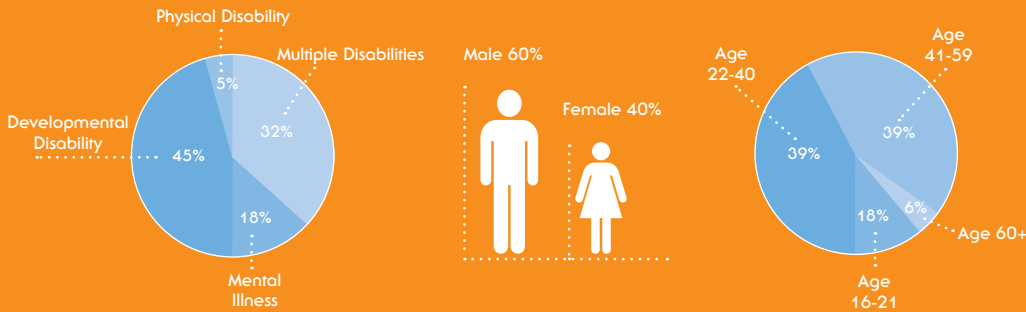 Physical Disability
Multiple Disabilities
5%
32%
Developmental
Disability
45%
18%
Mental
Illness
Male 60%
Female 40%
Age
22-40
Age
41-59
39%
39%
6%
18%
Age 60+
Age
16-21